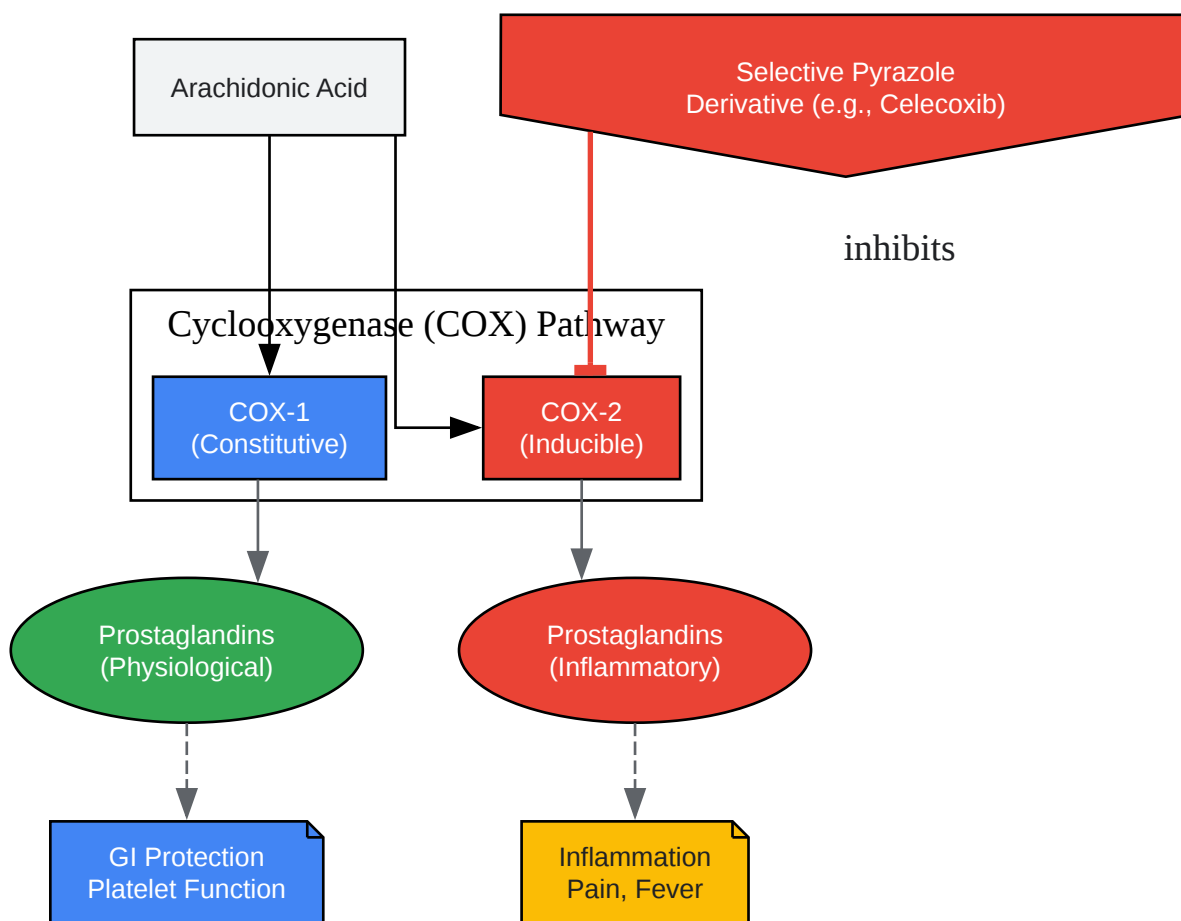 Arachidonic Acid
Selective Pyrazole
Derivative (e.g., Celecoxib)
inhibits
Cyclooxygenase (COX) Pathway
COX-1
(Constitutive)
COX-2
(Inducible)
Prostaglandins
(Physiological)
Prostaglandins
(Inflammatory)
GI Protection
Platelet Function
Inflammation
Pain, Fever